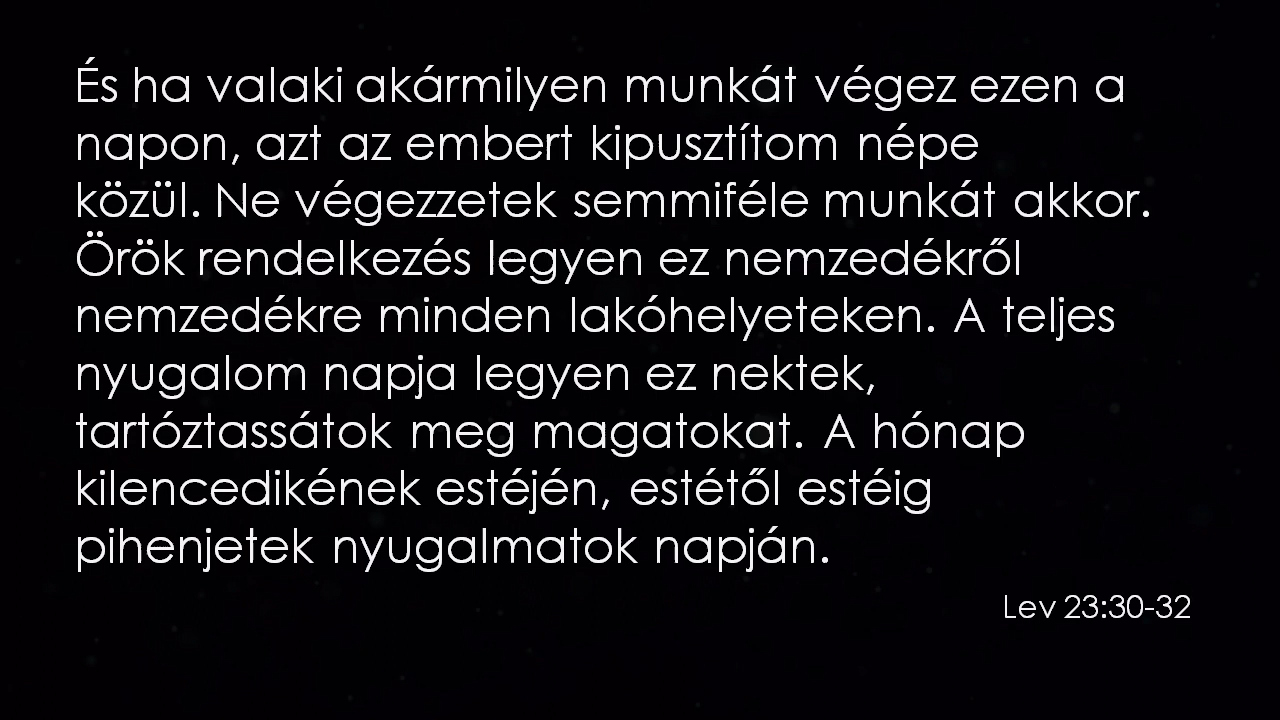 És ha valaki akármilyen munkát végez ezen a
napon, azt az embert kipusztítom népe
közül. Ne végezzetek semmiféle munkát akkor.
Örök rendelkezés legyen ez nemzedékről
nemzedékre minden lakóhelyeteken. A teljes
nyugalom napja legyen ez nektek,
tartóztassátok meg magatokat. A hónap
kilencedikének estéjén, estétől estéig
pihenjetek nyugalmatok napján.
Lev 23:30-32